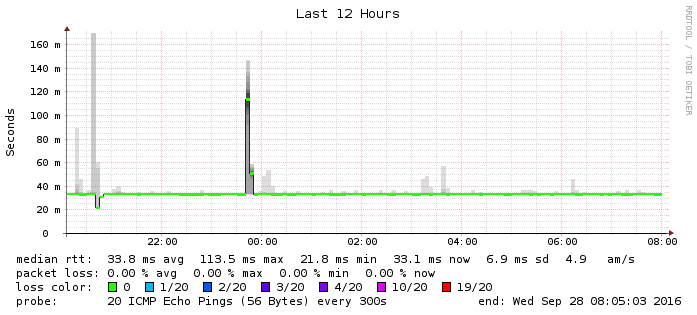 Last 12 Hours
RRDTOOL / TOBI OETIKER
Seconds
160 m
140 m
120 m
100 m
80 m
60 m
40 m
20 m
0
22:00 00:00 02:00 04:00 06:00 08:00
median rtt: 33.8 ms avg 113.5 ms max 21.8 ms min 33.1 ms now 6.9 ms sd 4.9 am/s
packet loss: 0.00 % avg 0.00 % max 0.00 % min 0.00 % now
loss color: 0 1/20 2/20 3/20 4/20 10/20 19/20
probe: 20 ICMP Echo Pings (56 Bytes) every 300s end: Wed Sep 28 08:05:03 2016